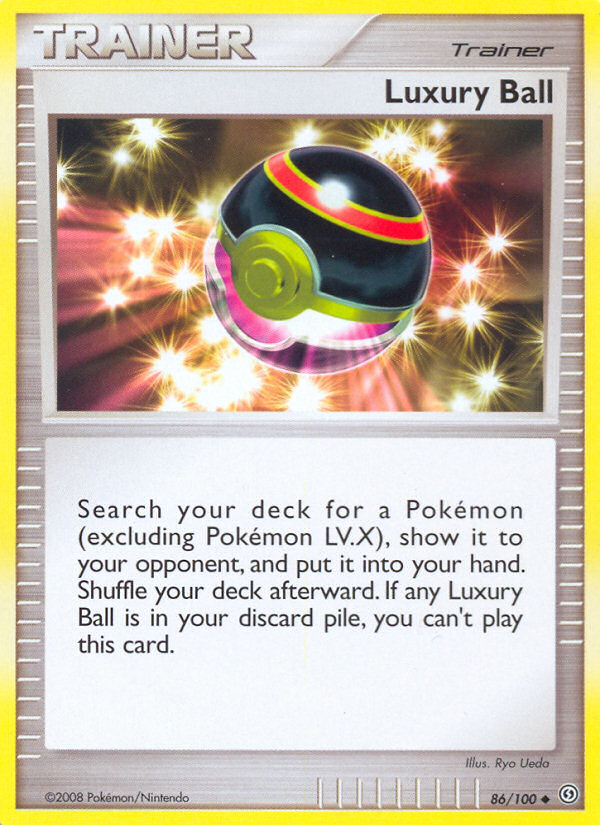 TRAINER
Trainer
Luxury Ball
Search your deck for a Pokémon
(excluding Pokémon LV.X), show it to
your opponent, and put it into your hand.
Shuffle your deck afterward. If any Luxury
Ball is in your discard pile, you can't play
this card.
Illus. Ryo Ueda
©2008 Pokémon/Nintendo
86/100